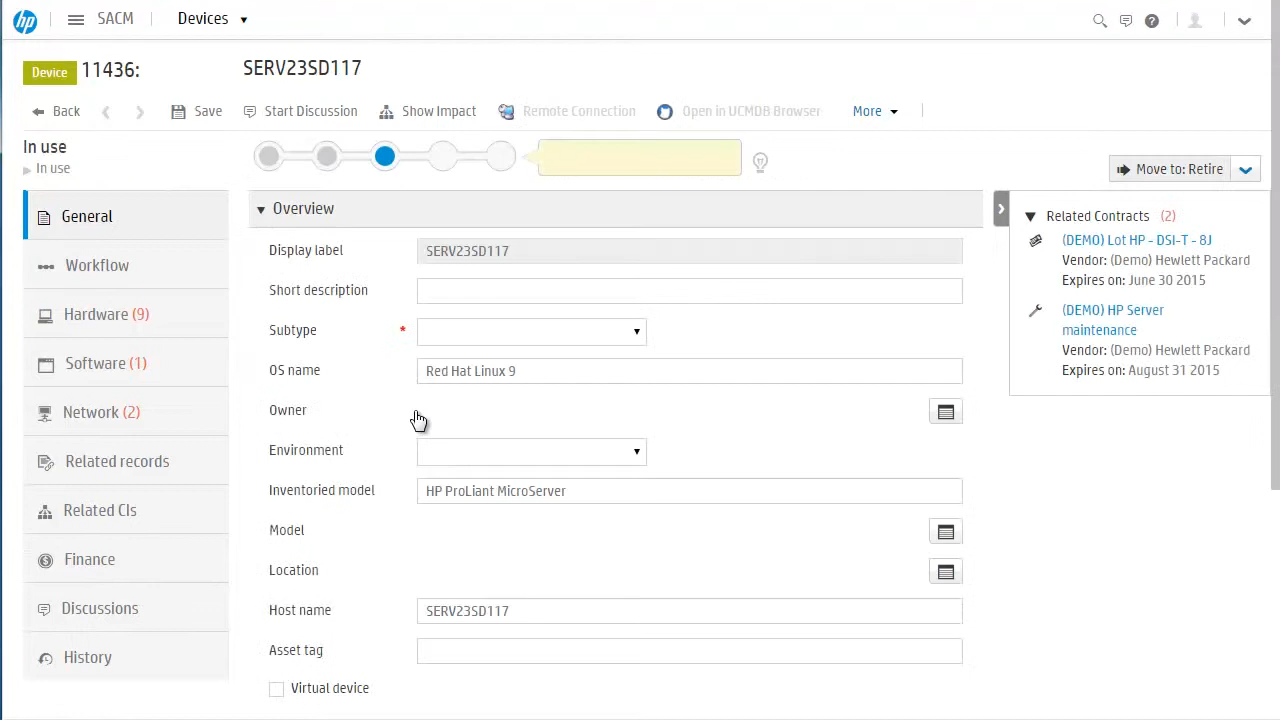 hp SACM Devices
Device 11436: SERV23SD117
Back Save Start Discussion Show Impact Remote Connection Open in UCMDB Browser More
In use
In use
Move to: Retire
General
Workflow
Hardware (9)
Software (1)
Network (2)
Related records
Related CIs
Finance
Discussions
History
Overview
Display label SERV23SD117
Short description
Subtype *
OS name Red Hat Linux 9
Owner
Environment
Inventoried model HP ProLiant MicroServer
Model
Location
Host name SERV23SD117
Asset tag
Virtual device
Related Contracts (2)
(DEMO) Lot HP - DSI-T - 8J
Vendor: (Demo) Hewlett Packard
Expires on: June 30 2015
(DEMO) HP Server
maintenance
Vendor: (Demo) Hewlett Packard
Expires on: August 31 2015